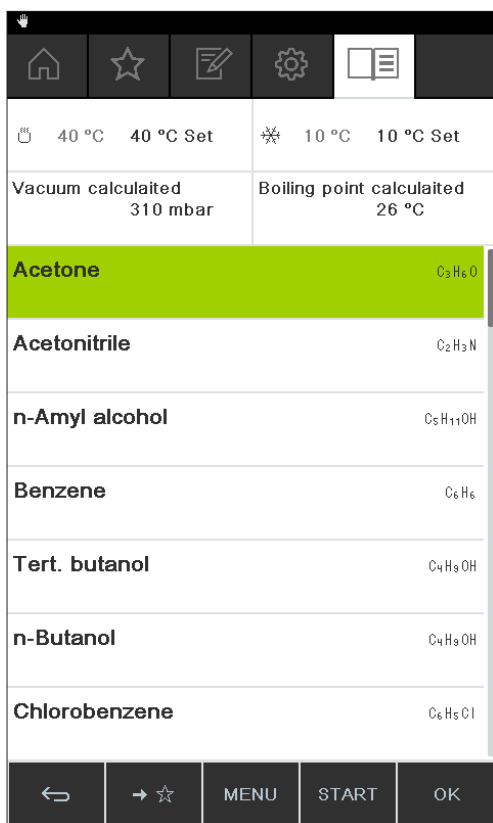 40 °C 40 °C Set 10 °C 10 °C Set
Vacuum calculaited
310 mbar
Boiling point calculaited
26 °C
Acetone C₃H₆O
Acetonitrile C₂H₃N
n-Amyl alcohol C₅H₁₁OH
Benzene C₆H₆
Tert. butanol C₄H₉OH
n-Butanol C₄H₉OH
Chlorobenzene C₆H₅Cl
MENU START OK